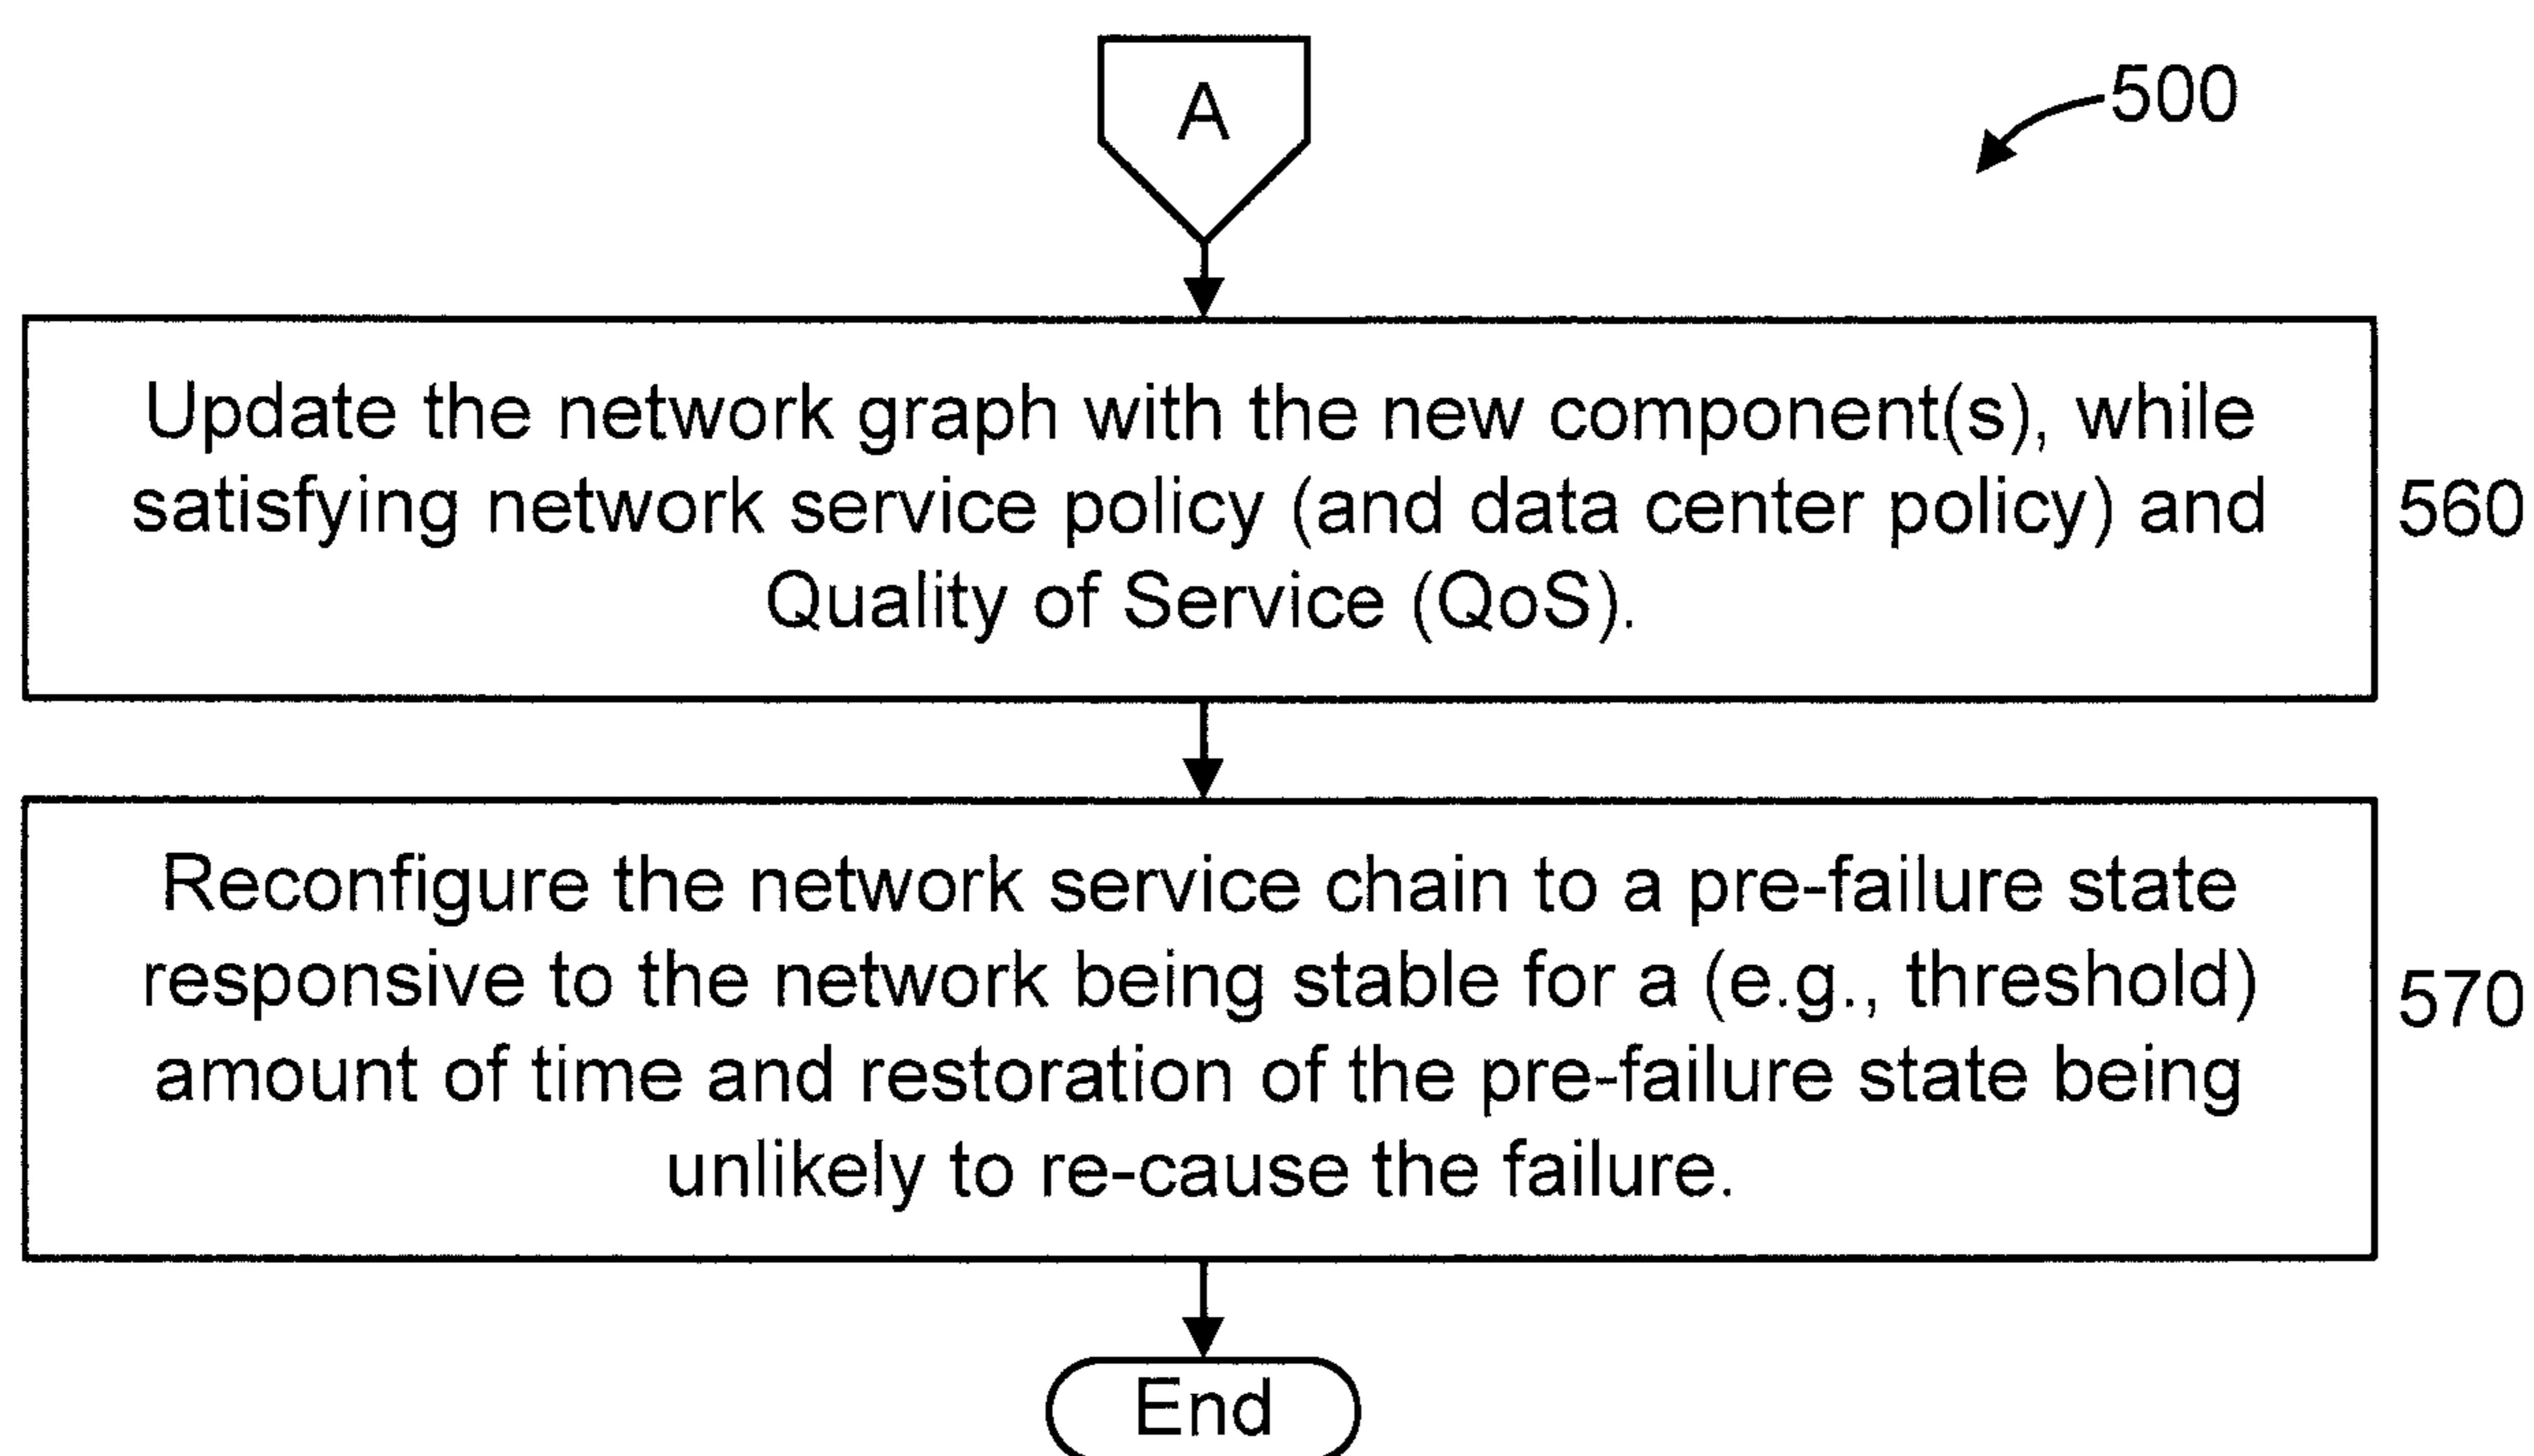 A
500
Update the network graph with the new component(s), while
satisfying network service policy (and data center policy) and
Quality of Service (QoS).
560
Reconfigure the network service chain to a pre-failure state
responsive to the network being stable for a (e.g., threshold)
amount of time and restoration of the pre-failure state being
unlikely to re-cause the failure.
570
End